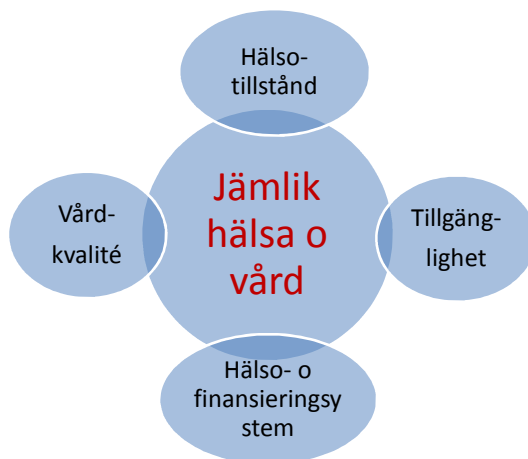 Hälso-
tillstånd
Jämlik
hälsa o
vård
Vård-
kvalité
Tillgäng-
lighet
Hälso- o
finansieringsy
stem